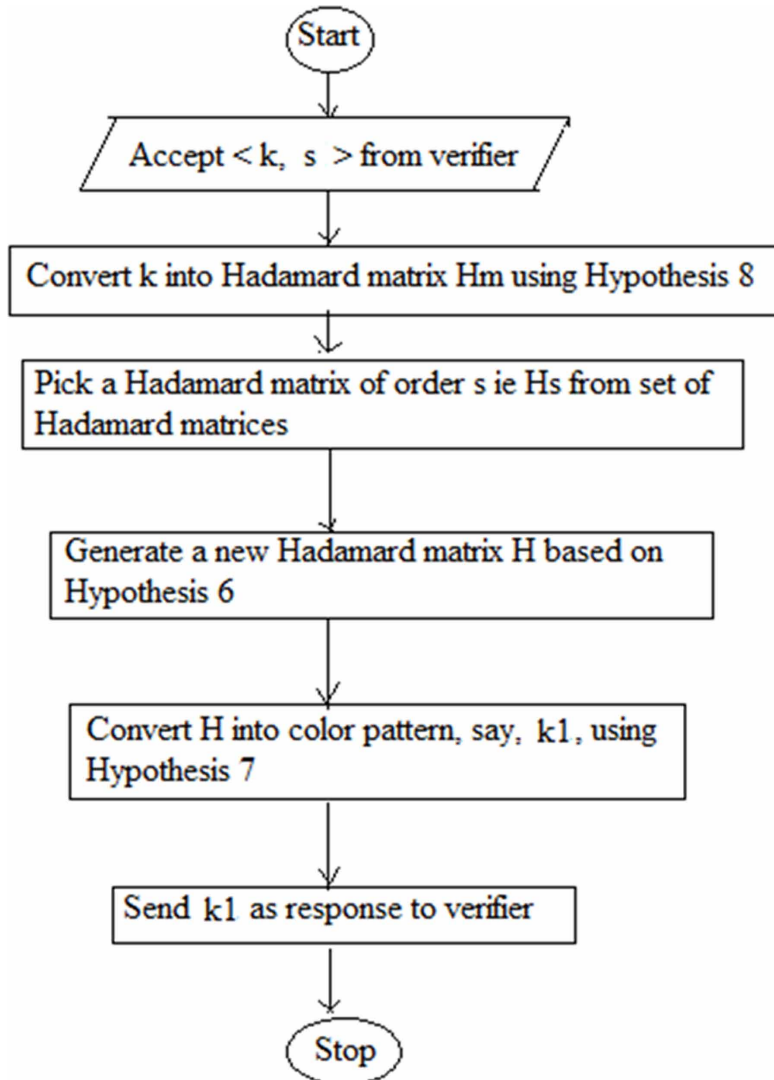 Start
Accept < k, s > from verifier
Convert k into Hadamard matrix Hm using Hypothesis 8
Pick a Hadamard matrix of order s ie Hs from set of
Hadamard matrices
Generate a new Hadamard matrix H based on
Hypothesis 6
Convert H into color pattern, say, k1, using
Hypothesis 7
Send k1 as response to verifier
Stop